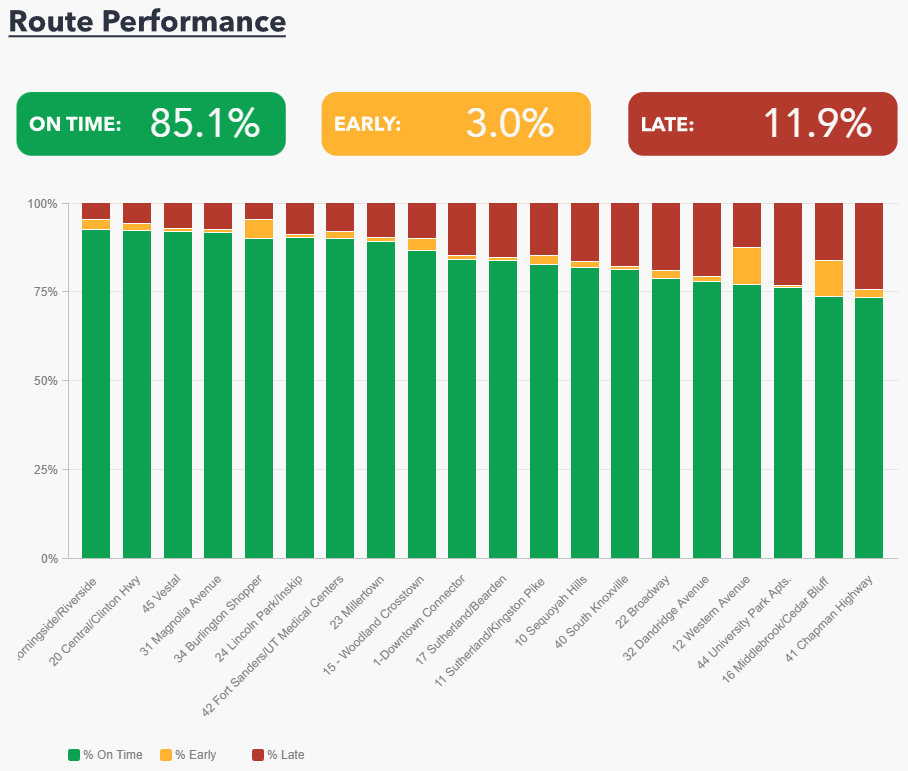 Route Performance
ON TIME: 85.1%
EARLY: 3.0%
LATE: 11.9%
100%
75%
50%
25%
0%
orningside/Riverside
20 Central/Clinton Hwy
45 Vestal
31 Magnolia Avenue
34 Burlington Shopper
24 Lincoln Park/Inskip
42 Fort Sanders/UT Medical Centers
23 Millertown
15 - Woodland Crosstown
1-Downtown Connector
17 Sutherland/Bearden
11 Sutherland/Kingston Pike
10 Sequoyah Hills
40 South Knoxville
22 Broadway
32 Dandridge Avenue
12 Western Avenue
44 University Park Apts.
16 Middlebrook/Cedar Bluff
41 Chapman Highway
% On Time % Early % Late